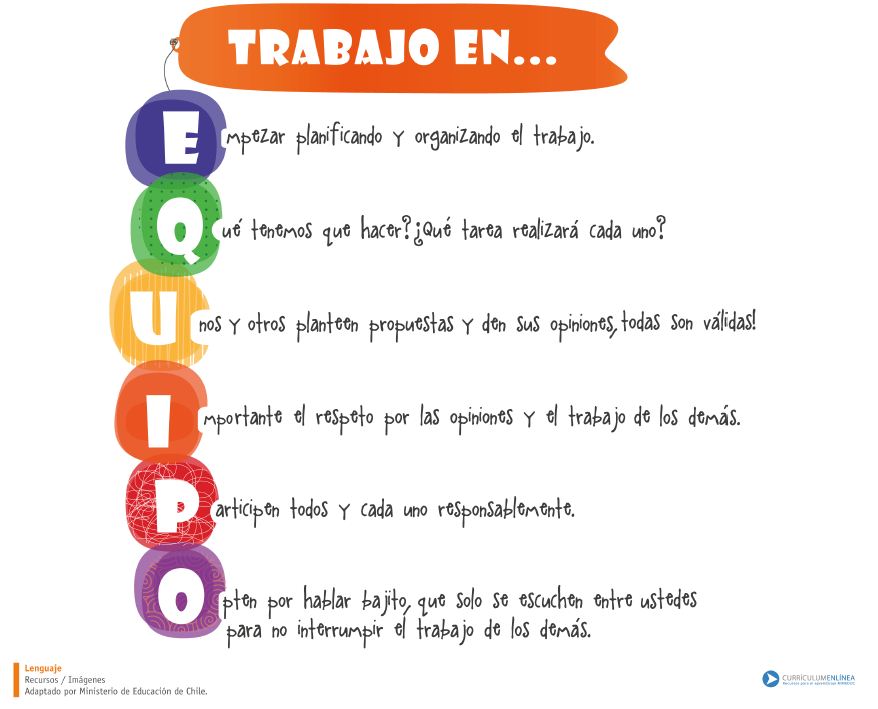 TRABAJO EN...
Empezar planificando y organizando el trabajo.
Qué tenemos que hacer? ¿Qué tarea realizará cada uno?
Unos y otros planteen propuestas y den sus opiniones, todas son válidas!
Importante el respeto por las opiniones y el trabajo de los demás.
Participen todos y cada uno responsablemente.
Opten por hablar bajito, que solo se escuchen entre ustedes
para no interrumpir el trabajo de los demás.
Lenguaje
Recursos / Imágenes
Adaptado por Ministerio de Educación de Chile.
CURRICULUMENLÍNEA
Recursos para el aprendizaje MINEDUC